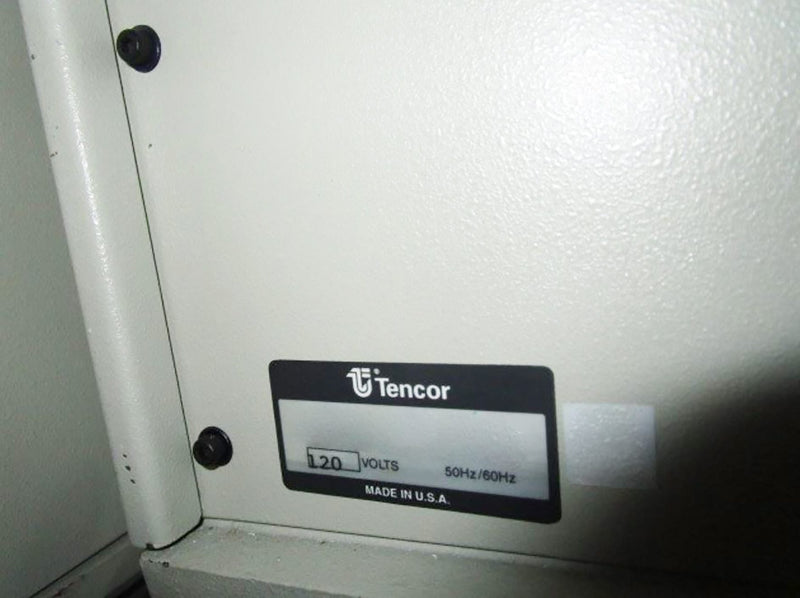 Tencor
120 VOLTS 50Hz/60Hz
MADE IN U.S.A.